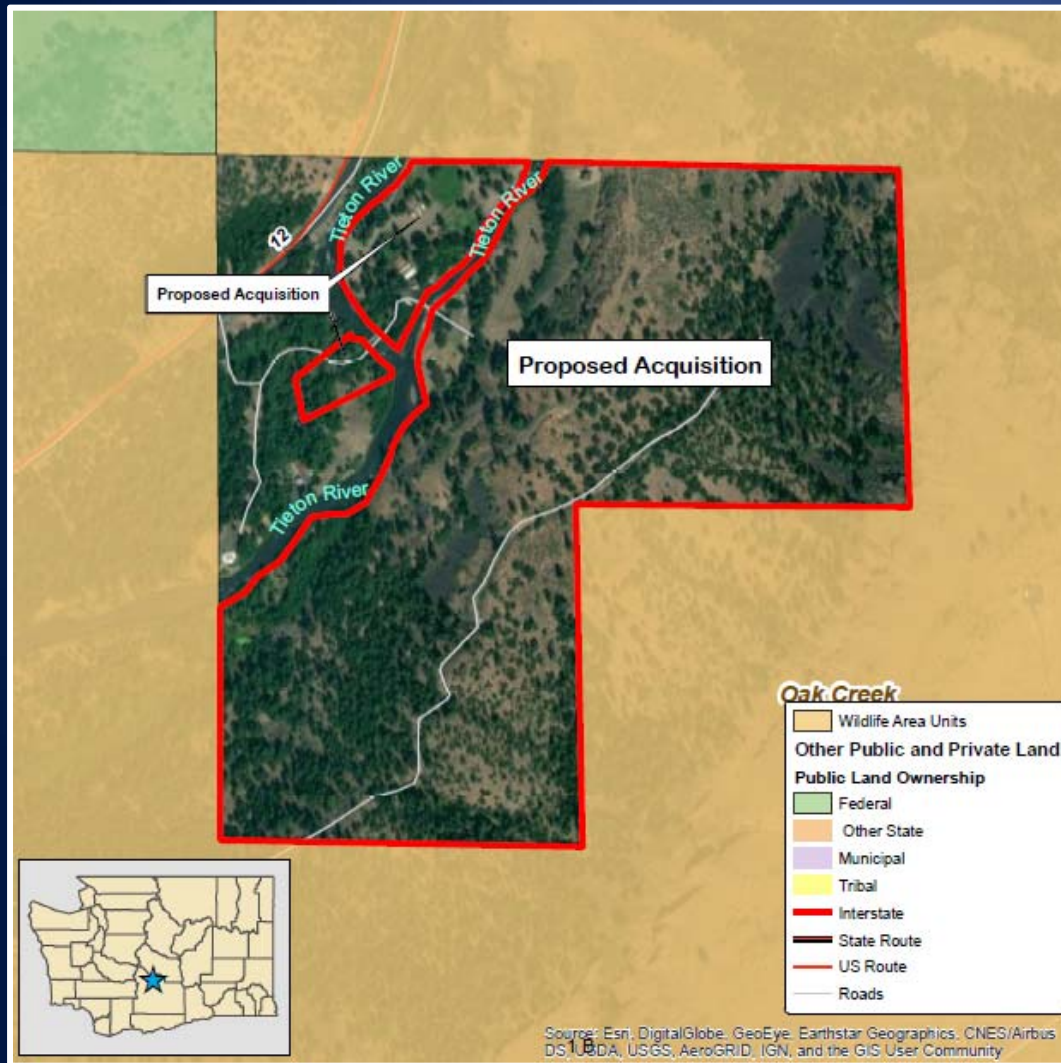 Tieton River
Tieton River
12
Proposed Acquisition
Proposed Acquisition
Tieton River
Oak Creek
Wildlife Area Units
Other Public and Private Land
Public Land Ownership
Federal
Other State
Municipal
Tribal
Interstate
State Route
US Route
Roads
Source: Esri, DigitalGlobe, GeoEye, Earthstar Geographics, CNES/Airbus
DS, USDA, USGS, AeroGRID, IGN, and the GIS User Community